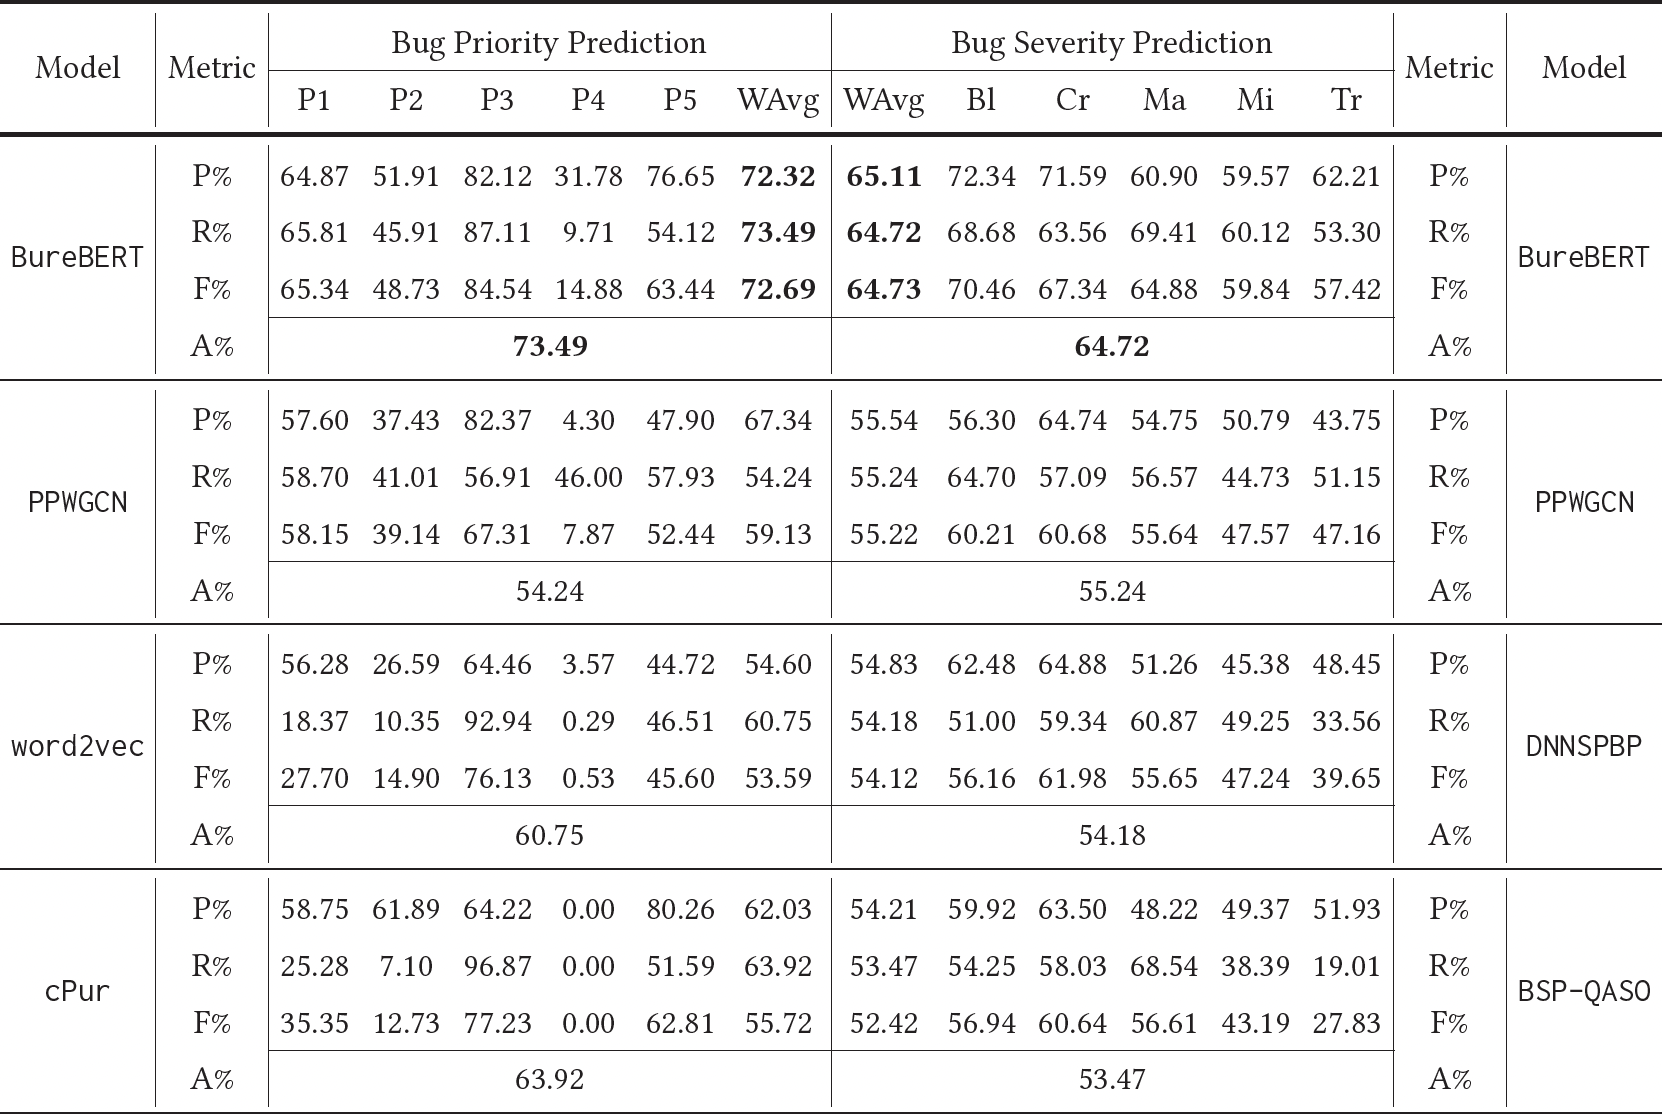 Model Metric Bug Priority Prediction Bug Severity Prediction Metric Model
P1 P2 P3 P4 P5 WAvg WAvg Bl Cr Ma Mi Tr
P% 64.87 51.91 82.12 31.78 76.65 72.32 65.11 72.34 71.59 60.90 59.57 62.21 P%
R% 65.81 45.91 87.11 9.71 54.12 73.49 64.72 68.68 63.56 69.41 60.12 53.30 R%
BureBERT BureBERT
F% 65.34 48.73 84.54 14.88 63.44 72.69 64.73 70.46 67.34 64.88 59.84 57.42 F%
A% 73.49 64.72 A%
P% 57.60 37.43 82.37 4.30 47.90 67.34 55.54 56.30 64.74 54.75 50.79 43.75 P%
R% 58.70 41.01 56.91 46.00 57.93 54.24 55.24 64.70 57.09 56.57 44.73 51.15 R%
PPWGCN PPWGCN
F% 58.15 39.14 67.31 7.87 52.44 59.13 55.22 60.21 60.68 55.64 47.57 47.16 F%
A% 54.24 55.24 A%
P% 56.28 26.59 64.46 3.57 44.72 54.60 54.83 62.48 64.88 51.26 45.38 48.45 P%
R% 18.37 10.35 92.94 0.29 46.51 60.75 54.18 51.00 59.34 60.87 49.25 33.56 R%
word2vec DNNSPBP
F% 27.70 14.90 76.13 0.53 45.60 53.59 54.12 56.16 61.98 55.65 47.24 39.65 F%
A% 60.75 54.18 A%
P% 58.75 61.89 64.22 0.00 80.26 62.03 54.21 59.92 63.50 48.22 49.37 51.93 P%
R% 25.28 7.10 96.87 0.00 51.59 63.92 53.47 54.25 58.03 68.54 38.39 19.01 R%
cPur BSP-QASO
F% 35.35 12.73 77.23 0.00 62.81 55.72 52.42 56.94 60.64 56.61 43.19 27.83 F%
A% 63.92 53.47 A%